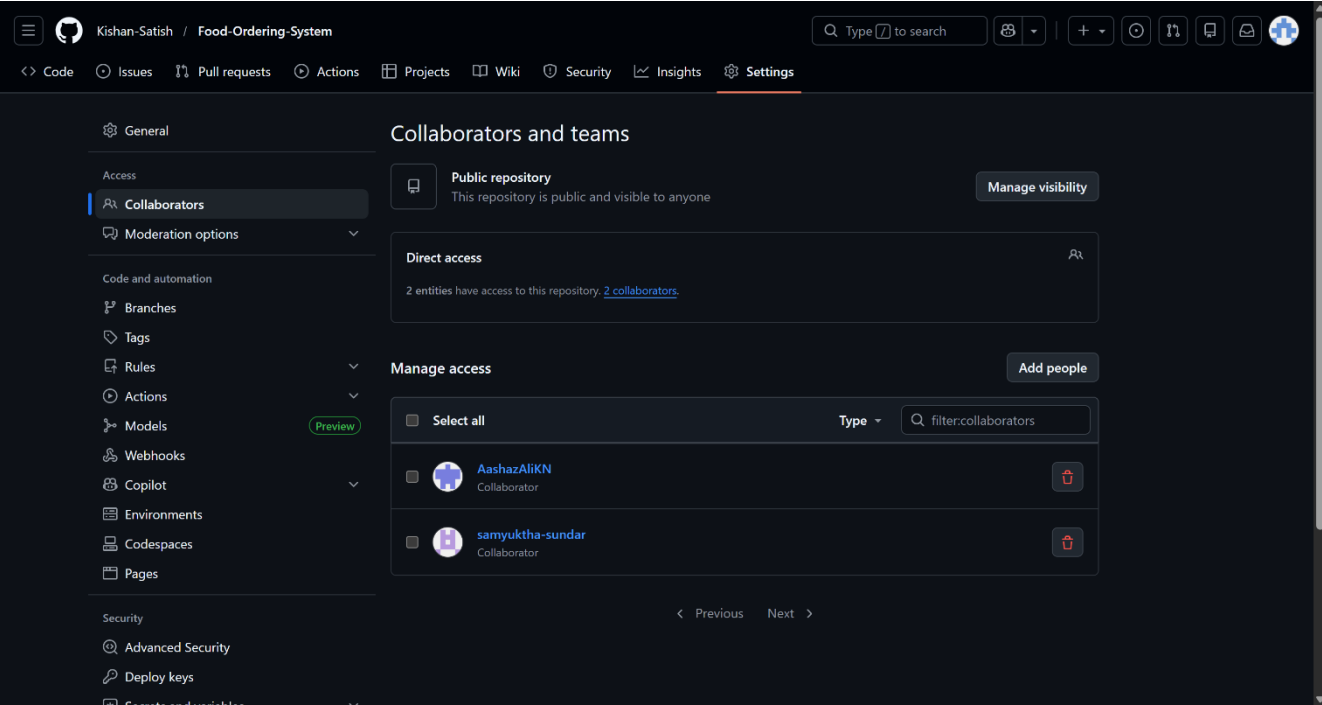 Kishan-Satish / Food-Ordering-System
Type / to search
Code
Issues
Pull requests
Actions
Projects
Wiki
Security
Insights
Settings
General
Access
Collaborators
Moderation options
Code and automation
Branches
Tags
Rules
Actions
Models Preview
Webhooks
Copilot
Environments
Codespaces
Pages
Security
Advanced Security
Deploy keys
Secrets and variables
Collaborators and teams
Public repository
This repository is public and visible to anyone
Manage visibility
Direct access
2 entities have access to this repository. 2 collaborators.
Manage access
Add people
Select all
Type
filter:collaborators
AashazAliKN
Collaborator
samyuktha-sundar
Collaborator
Previous
Next